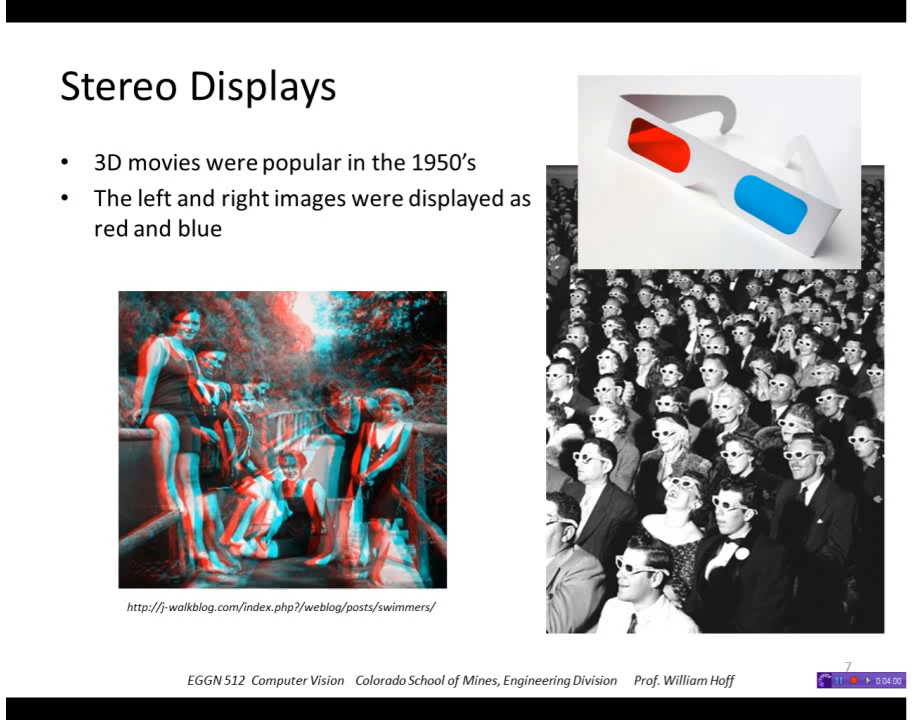 Stereo Displays
• 3D movies were popular in the 1950's
• The left and right images were displayed as
red and blue
http://j-walkblog.com/index.php?/weblog/posts/swimmers/
EGGN 512 Computer Vision Colorado School of Mines, Engineering Division Prof. William Hoff
7
0:04:00